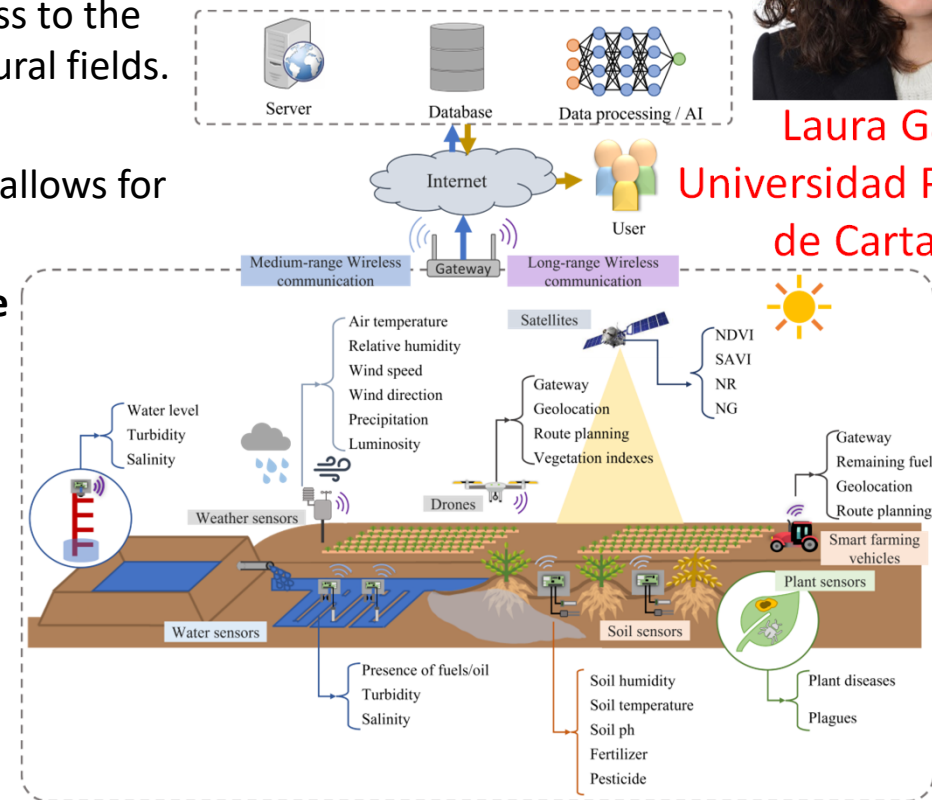 ss to the
ural fields.
allows for
e
Server
Database
Data processing / AI
Internet
User
Laura G
Universidad P
de Carta
Medium-range Wireless
communication
Gateway
Long-range Wireless
communication
Air temperature
Relative humidity
Wind speed
Wind direction
Precipitation
Luminosity
Satellites
NDVI
SAVI
NR
NG
Gateway
Geolocation
Route planning
Vegetation indexes
Water level
Turbidity
Salinity
Gateway
Remaining fuel
Geolocation
Route planning
Weather sensors
Drones
Smart farming
vehicles
Plant sensors
Water sensors
Soil sensors
Presence of fuels/oil
Turbidity
Salinity
Soil humidity
Soil temperature
Soil ph
Fertilizer
Pesticide
Plant diseases
Plagues